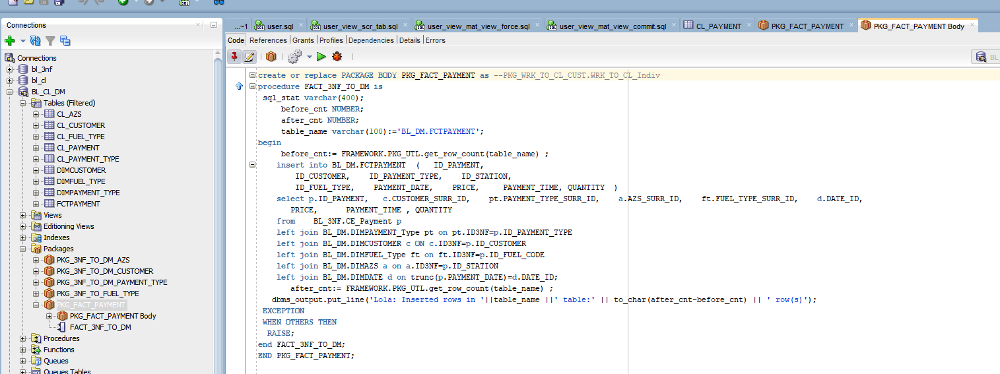 Connections
Connections
bl_3nf
bl_cl
BL_CL_DM
Tables (Filtered)
CL_AZS
CL_CUSTOMER
CL_FUEL_TYPE
CL_PAYMENT
CL_PAYMENT_TYPE
DIMCUSTOMER
DIMFUEL_TYPE
DIMPAYMENT_TYPE
FCTPAYMENT
Views
Editioning Views
Indexes
Packages
PKG_3NF_TO_DM_AZS
PKG_3NF_TO_DM_CUSTOMER
PKG_3NF_TO_DM_PAYMENT_TYPE
PKG_3NF_TO_FUEL_TYPE
PKG_FACT_PAYMENT
PKG_FACT_PAYMENT Body
FACT_3NF_TO_DM
Procedures
Functions
Queues
Queues Tables
...~1 user.sql user_view_scr_tab.sql user_view_mat_view_force.sql user_view_mat_view_commit.sql CL_PAYMENT PKG_FACT_PAYMENT PKG_FACT_PAYMENT Body
Code References Grants Profiles Dependencies Details Errors
BL_
create or replace PACKAGE BODY PKG_FACT_PAYMENT as --PKG_WRK_TO_CL_CUST.WRK_TO_CL_Indiv
procedure FACT_3NF_TO_DM is
sql_stat varchar(400);
before_cnt NUMBER;
after_cnt NUMBER;
table_name varchar(100):='BL_DM.FCTPAYMENT';
begin
before_cnt:= FRAMEWORK.PKG_UTL.get_row_count(table_name) ;
insert into BL_DM.FCTPAYMENT ( ID_PAYMENT,
ID_CUSTOMER, ID_PAYMENT_TYPE, ID_STATION,
ID_FUEL_TYPE, PAYMENT_DATE, PRICE, PAYMENT_TIME, QUANTITY )
select p.ID_PAYMENT, c.CUSTOMER_SURR_ID, pt.PAYMENT_TYPE_SURR_ID, a.AZS_SURR_ID, ft.FUEL_TYPE_SURR_ID, d.DATE_ID,
PRICE, PAYMENT_TIME , QUANTITY
from BL_3NF.CE_Payment p
left join BL_DM.DIMPAYMENT_Type pt on pt.ID3NF=p.ID_PAYMENT_TYPE
left join BL_DM.DIMCUSTOMER c ON c.ID3NF=p.ID_CUSTOMER
left join BL_DM.DIMFUEL_Type ft on ft.ID3NF=p.ID_FUEL_CODE
left join BL_DM.DIMAZS a on a.ID3NF=p.ID_STATION
left join BL_DM.DIMDATE d on trunc(p.PAYMENT_DATE)=d.DATE_ID;
after_cnt:= FRAMEWORK.PKG_UTL.get_row_count(table_name) ;
dbms_output.put_line('Lola: Inserted rows in '||table_name ||' table:' || to_char(after_cnt-before_cnt) || ' row(s)');
EXCEPTION
WHEN OTHERS THEN
RAISE;
end FACT_3NF_TO_DM;
END PKG_FACT_PAYMENT;